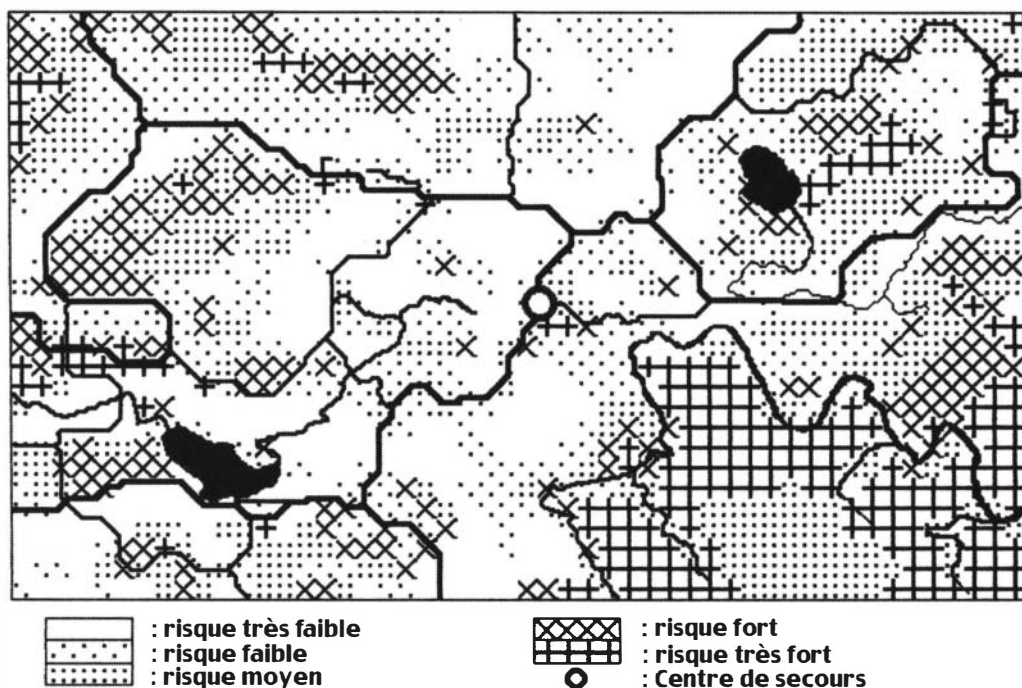 : risque très faible
: risque faible
: risque moyen
: risque fort
: risque très fort
: Centre de secours